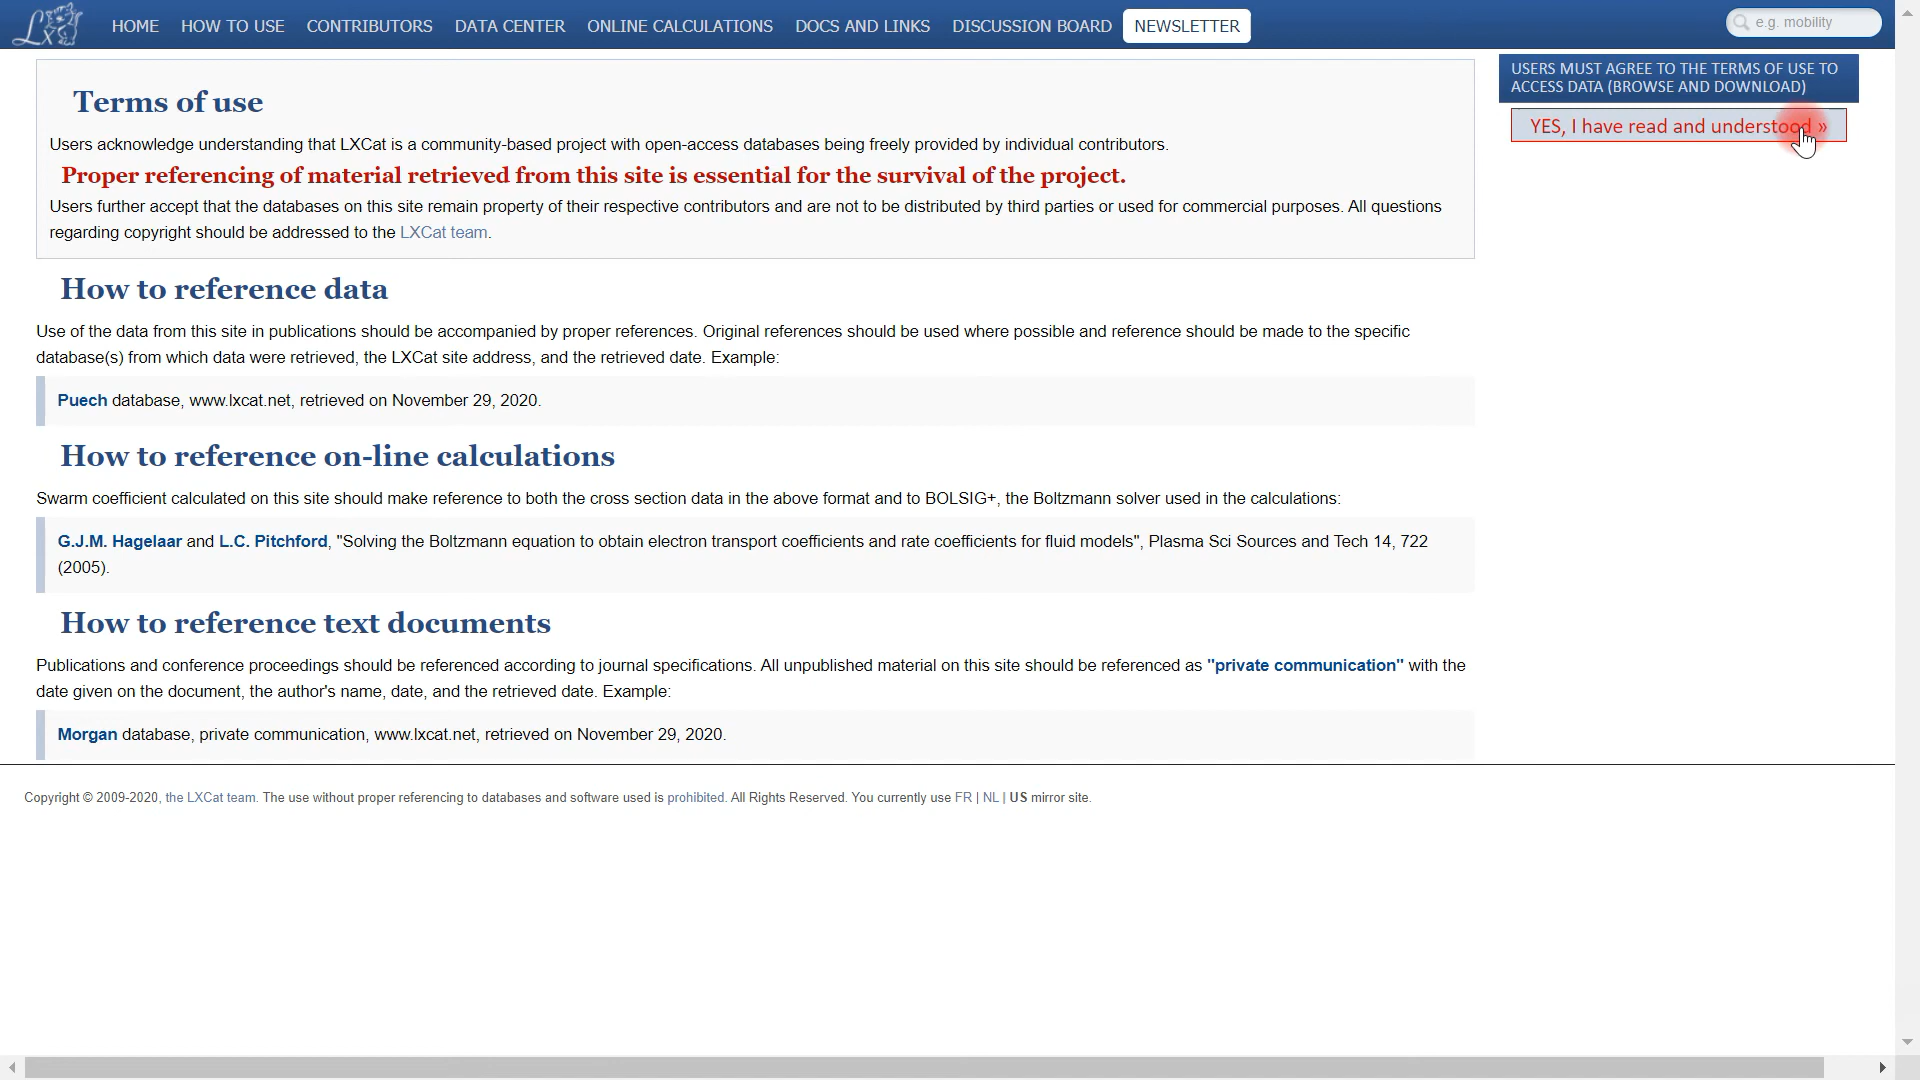 LXCat
HOME HOW TO USE CONTRIBUTORS DATA CENTER ONLINE CALCULATIONS DOCS AND LINKS DISCUSSION BOARD NEWSLETTER
e.g. mobility
Terms of use
Users acknowledge understanding that LXCat is a community-based project with open-access databases being freely provided by individual contributors.
Proper referencing of material retrieved from this site is essential for the survival of the project.
Users further accept that the databases on this site remain property of their respective contributors and are not to be distributed by third parties or used for commercial purposes. All questions
regarding copyright should be addressed to the LXCat team.
USERS MUST AGREE TO THE TERMS OF USE TO
ACCESS DATA (BROWSE AND DOWNLOAD)
YES, I have read and understood »
How to reference data
Use of the data from this site in publications should be accompanied by proper references. Original references should be used where possible and reference should be made to the specific
database(s) from which data were retrieved, the LXCat site address, and the retrieved date. Example:
Puech database, www.lxcat.net, retrieved on November 29, 2020.
How to reference on-line calculations
Swarm coefficient calculated on this site should make reference to both the cross section data in the above format and to BOLSIG+, the Boltzmann solver used in the calculations:
G.J.M. Hagelaar and L.C. Pitchford, "Solving the Boltzmann equation to obtain electron transport coefficients and rate coefficients for fluid models", Plasma Sci Sources and Tech 14, 722
(2005).
How to reference text documents
Publications and conference proceedings should be referenced according to journal specifications. All unpublished material on this site should be referenced as "private communication" with the
date given on the document, the author's name, date, and the retrieved date. Example:
Morgan database, private communication, www.lxcat.net, retrieved on November 29, 2020.
Copyright © 2009-2020, the LXCat team. The use without proper referencing to databases and software used is prohibited. All Rights Reserved. You currently use FR | NL | US mirror site.